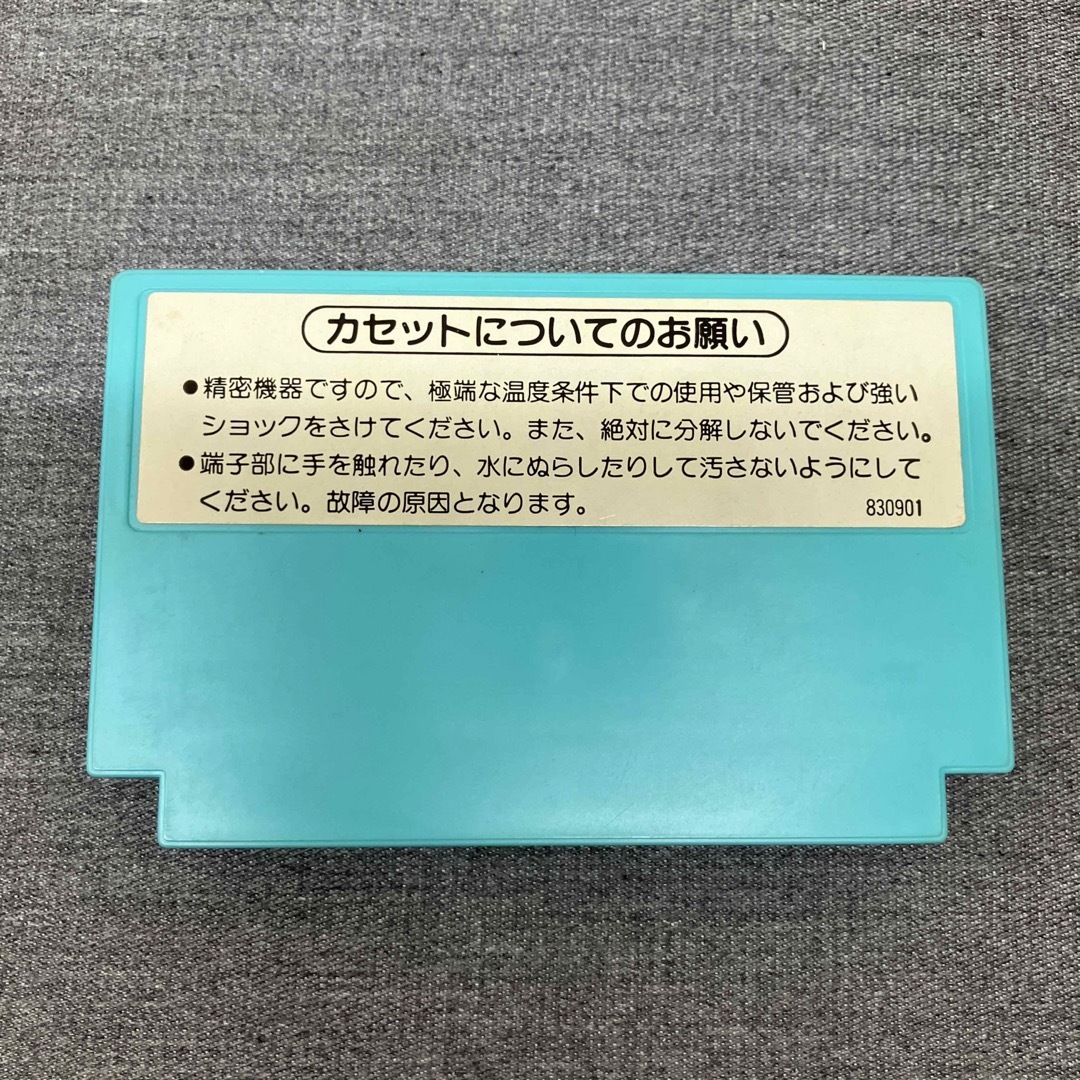 カセットについてのお願い
●精密機器ですので、極端な温度条件下での使用や保管および強い
ショックをさけてください。また、絶対に分解しないでください。
●端子部に手を触れたり、水にぬらしたりして汚さないようにして
ください。故障の原因となります。
830901